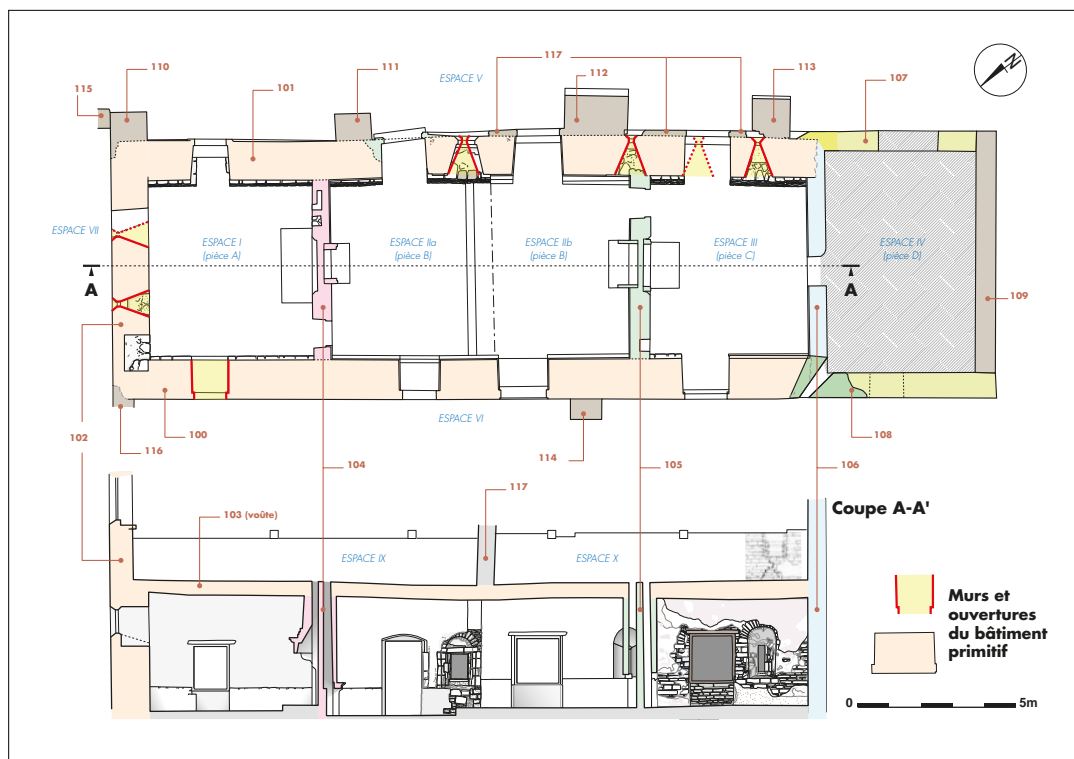 110
111
ESPACE V
117
112
113
107
N
115
101
ESPACE VII
ESPACE I
(pièce A)
ESPACE IIa
(pièce B)
ESPACE IIb
(pièce B)
ESPACE III
(pièce C)
ESPACE IV
(pièce D)
A
A
109
102
116
100
ESPACE VI
114
108
104
105
106
117
Coupe A-A'
103 (voûte)
ESPACE IX
ESPACE X
Murs et
ouvertures
du bâtiment
primitif
0
5m